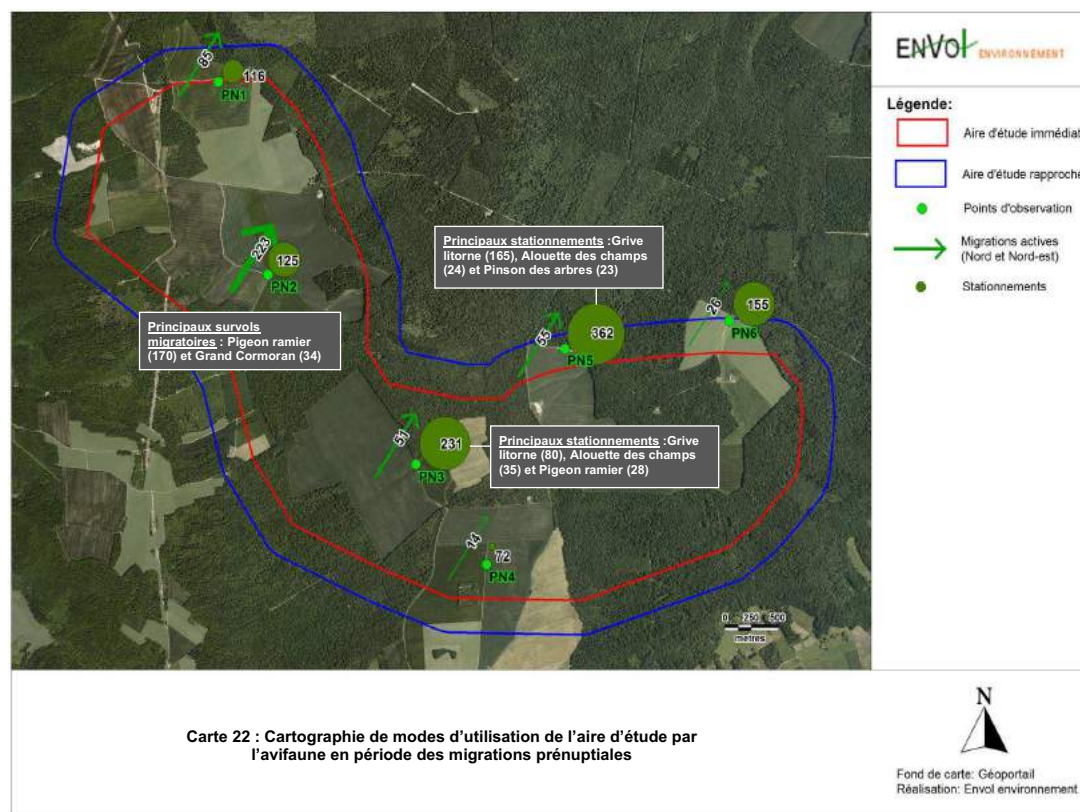 85
116
PN1
223
125
PN2
Principaux survols
migratoires : Pigeon ramier
(170) et Grand Cormoran (34)
Principaux stationnements :Grive
litorne (165), Alouette des champs
(24) et Pinson des arbres (23)
55
362
PN5
26
155
PN6
51
231
PN3
Principaux stationnements :Grive
litorne (80), Alouette des champs
(35) et Pigeon ramier (28)
14
72
PN4
0 250 500
mètres
ENVOL ENVIRONNEMENT
Légende:
Aire d'étude immédiat
Aire d'étude rapproché
Points d'observation
Migrations actives
(Nord et Nord-est)
Stationnements
Carte 22 : Cartographie de modes d'utilisation de l'aire d'étude par
l'avifaune en période des migrations prénuptiales
N
Fond de carte: Géoportail
Réalisation: Envol environnement